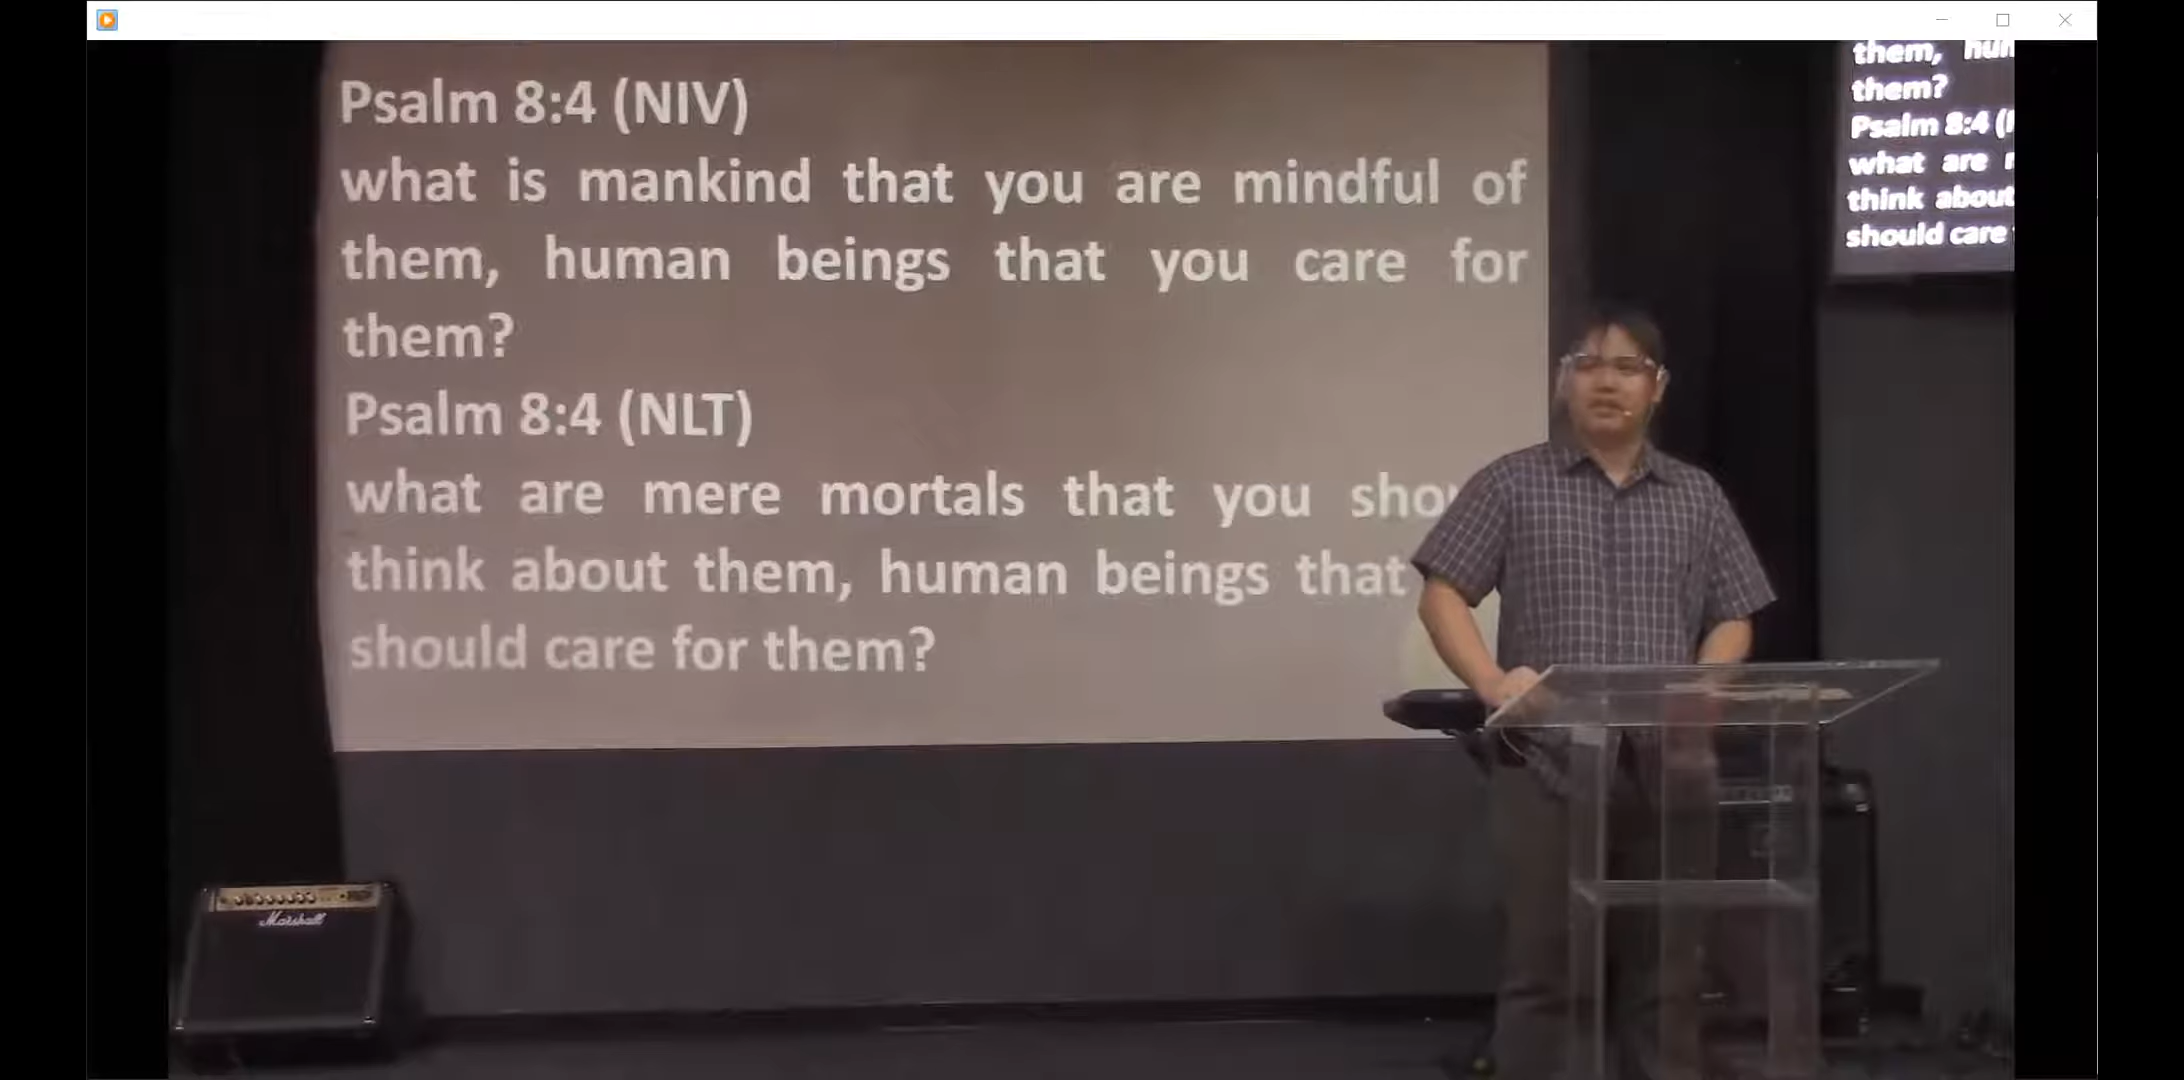 Psalm 8:4 (NIV)
what is mankind that you are mindful of
them, human beings that you care for
them?
Psalm 8:4 (NLT)
what are mere mortals that you
think about them, human beings that
should care for them?
them,
them?
Psalm 8:4
what are
think about
should care
Marshall